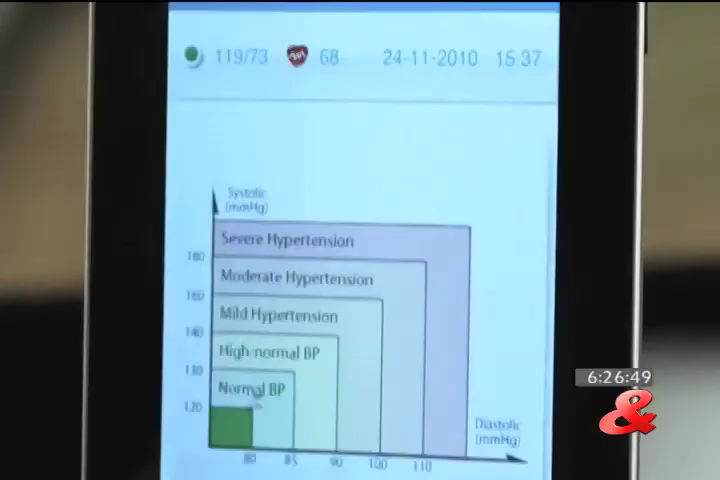 119/73 68 24-11-2010 15 37
Systolic
(mmHg)
Severe Hypertension
180
Moderate Hypertension
160
Mild Hypertension
140
High-normal BP
130
Normal BP
120
Diastolic
(mmHg)
80 85 90 100 110
6:26:49
&